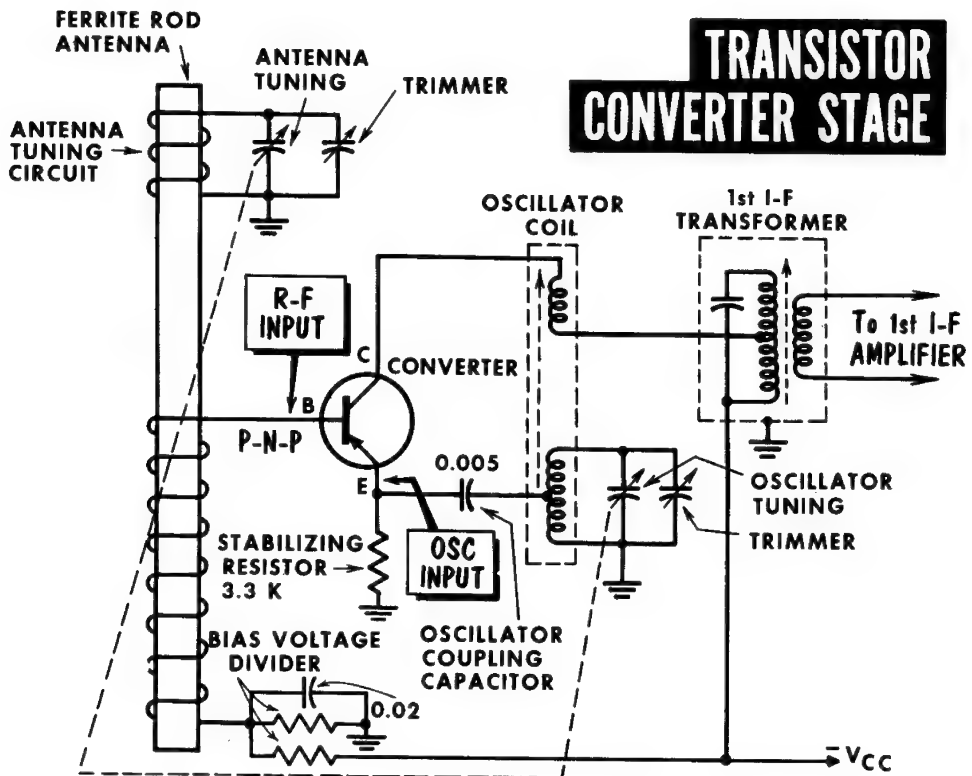 FERRITE ROD
ANTENNA
ANTENNA
TUNING
TRIMMER
TRANSISTOR
CONVERTER STAGE
ANTENNA
TUNING
CIRCUIT
OSCILLATOR
COIL
1st I-F
TRANSFORMER
R-F
INPUT
To 1st I-F
AMPLIFIER
C
CONVERTER
B
P-N-P
E
0.005
OSCILLATOR
TUNING
TRIMMER
STABILIZING
RESISTOR
3.3 K
OSC
INPUT
OSCILLATOR
COUPLING
CAPACITOR
BIAS VOLTAGE
DIVIDER
0.02
-VCC